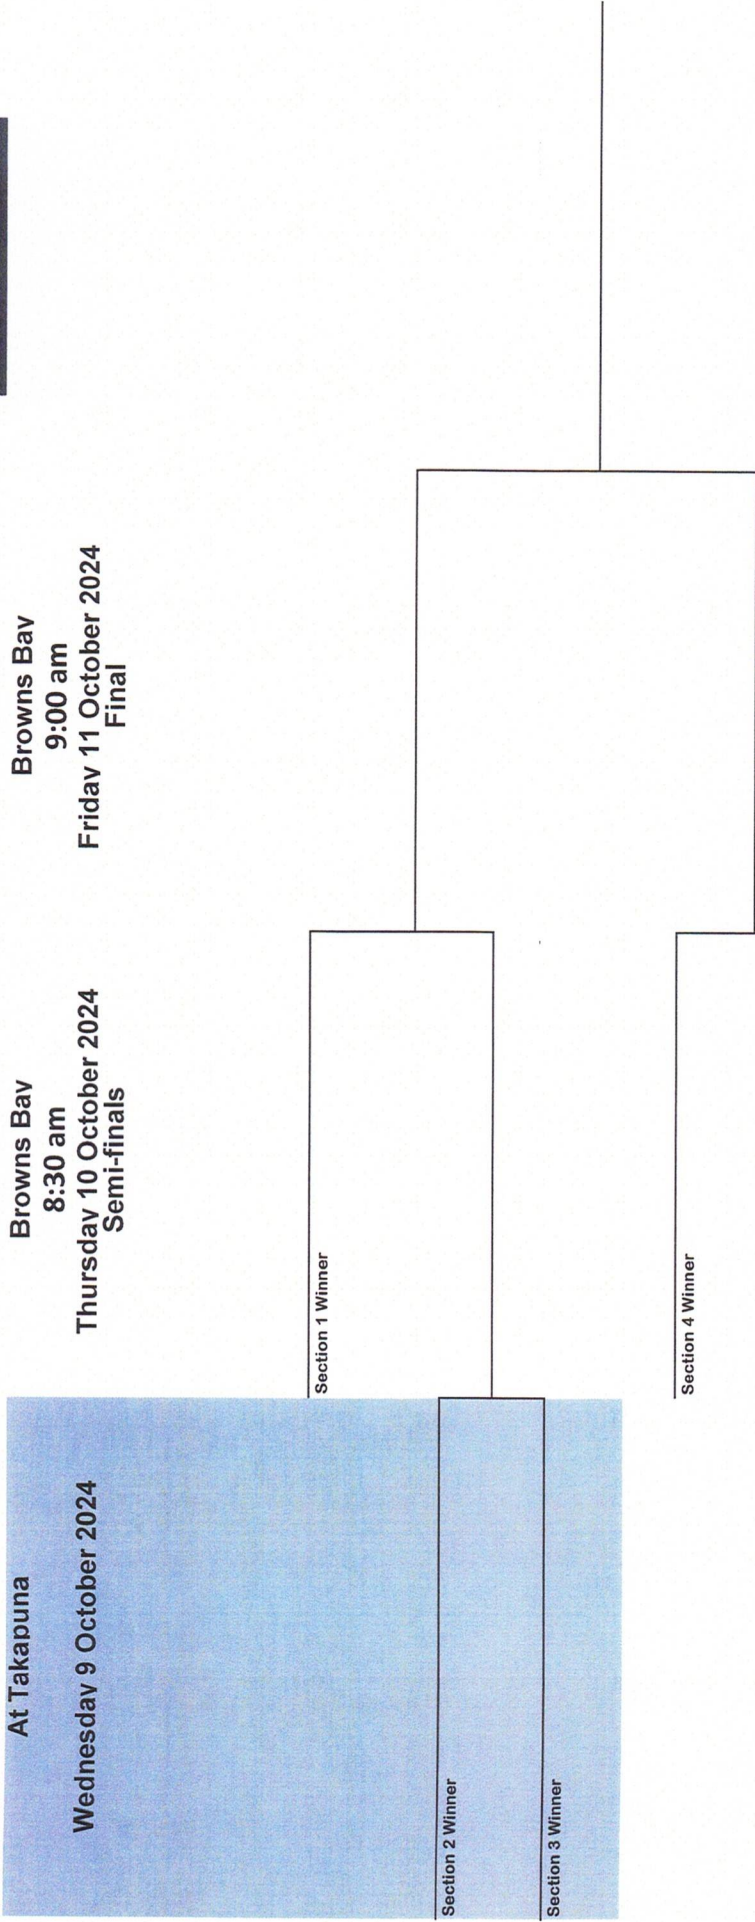 At Takapuna
Wednesday 9 October 2024
Browns Bay
8:30 am
Thursday 10 October 2024
Semi-finals
Browns Bay
9:00 am
Friday 11 October 2024
Final
Section 1 Winner
Section 2 Winner
Section 3 Winner
Section 4 Winner